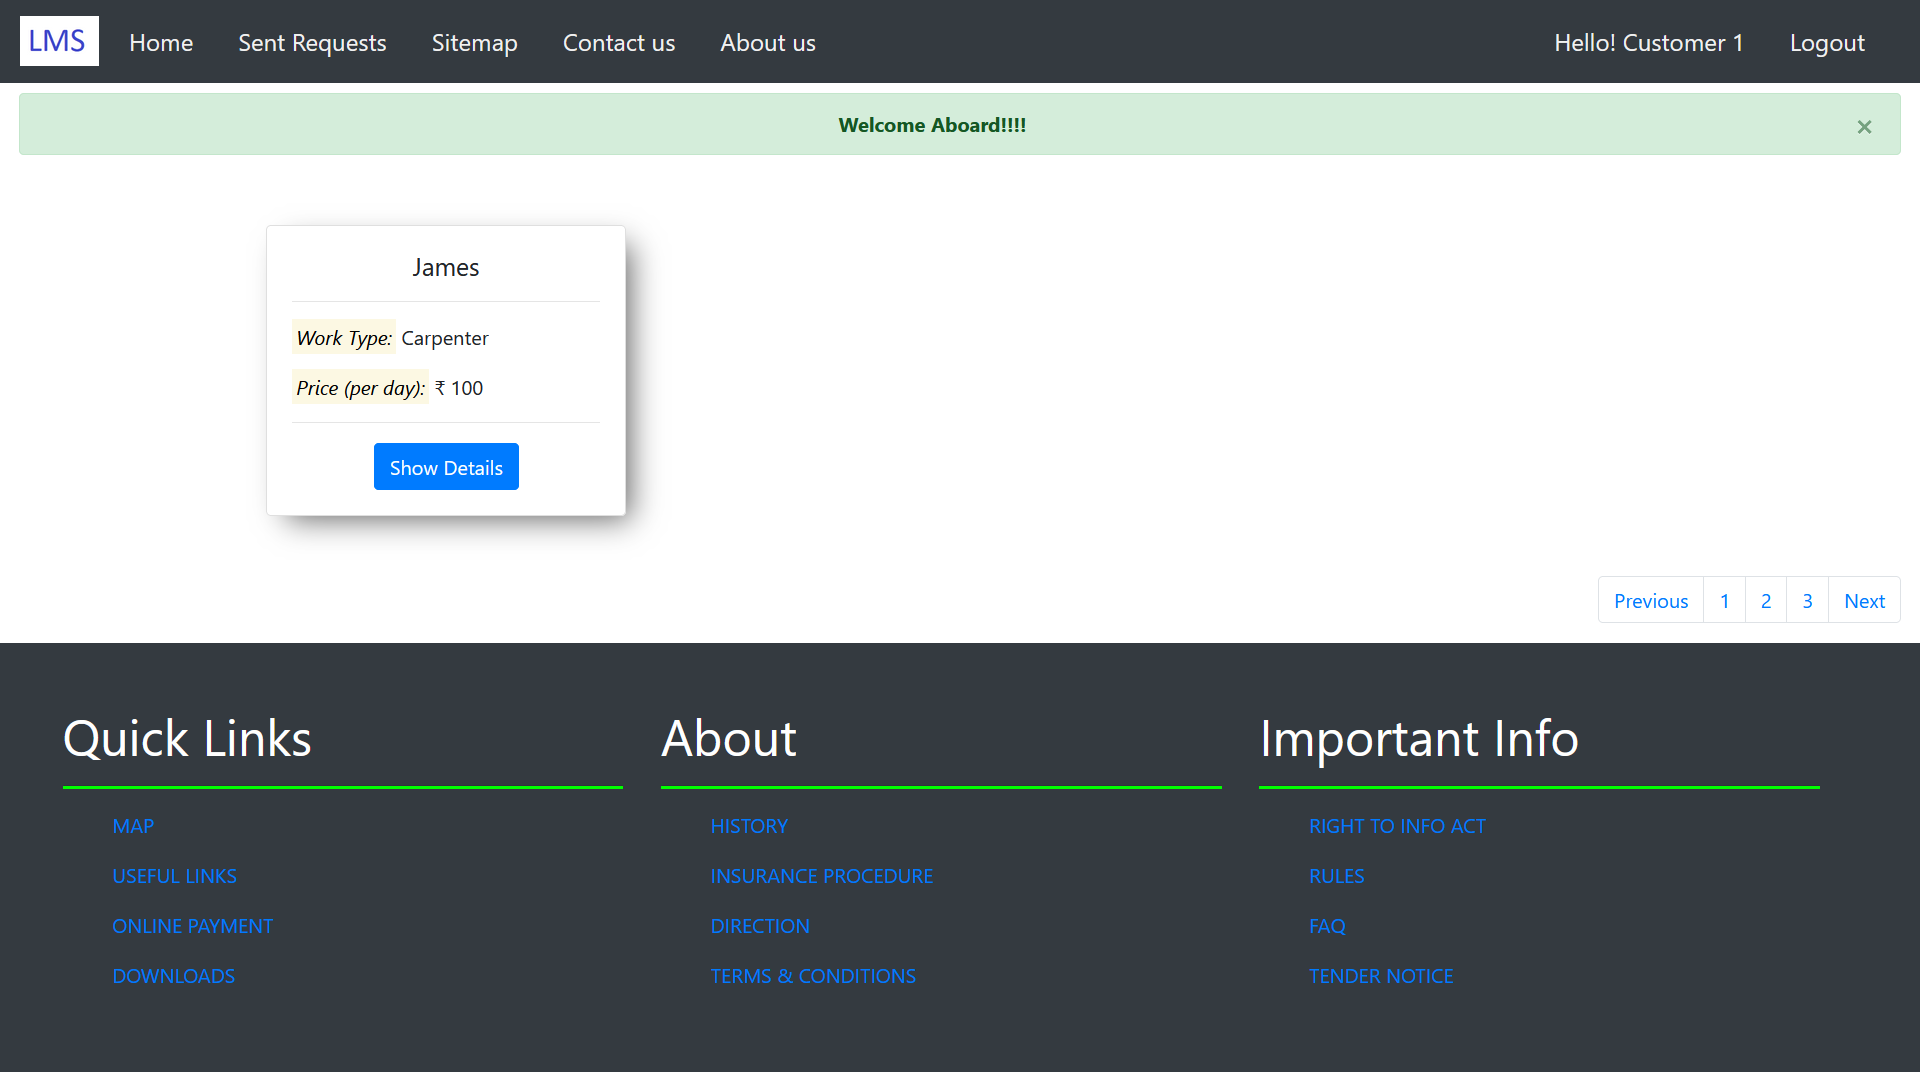 LMS Home Sent Requests Sitemap Contact us About us Hello! Customer 1 Logout
Welcome Aboard!!!! ×
James
Work Type: Carpenter
Price (per day): ₹ 100
Show Details
Previous 1 2 3 Next
Quick Links
MAP
USEFUL LINKS
ONLINE PAYMENT
DOWNLOADS
About
HISTORY
INSURANCE PROCEDURE
DIRECTION
TERMS & CONDITIONS
Important Info
RIGHT TO INFO ACT
RULES
FAQ
TENDER NOTICE